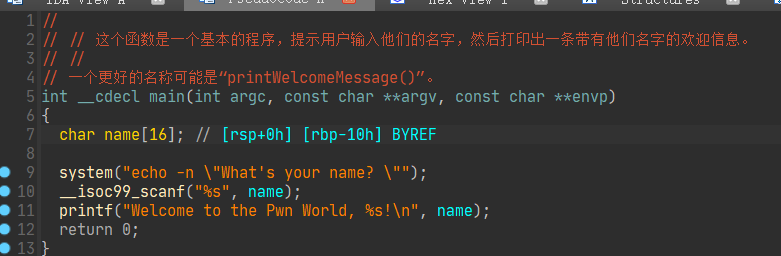 IDA View-A Pseudocode-A Hex View-1 Structures
1 //
2 // // 这个函数是一个基本的程序，提示用户输入他们的名字，然后打印出一条带有他们名字的欢迎信息。
3 // //
4 // 一个更好的名称可能是“printWelcomeMessage()”。
5 int __cdecl main(int argc, const char **argv, const char **envp)
6 {
7 char name[16]; // [rsp+0h] [rbp-10h] BYREF
8
9 system("echo -n \"What's your name? \"");
10 __isoc99_scanf("%s", name);
11 printf("Welcome to the Pwn World, %s!\n", name);
12 return 0;
13 }